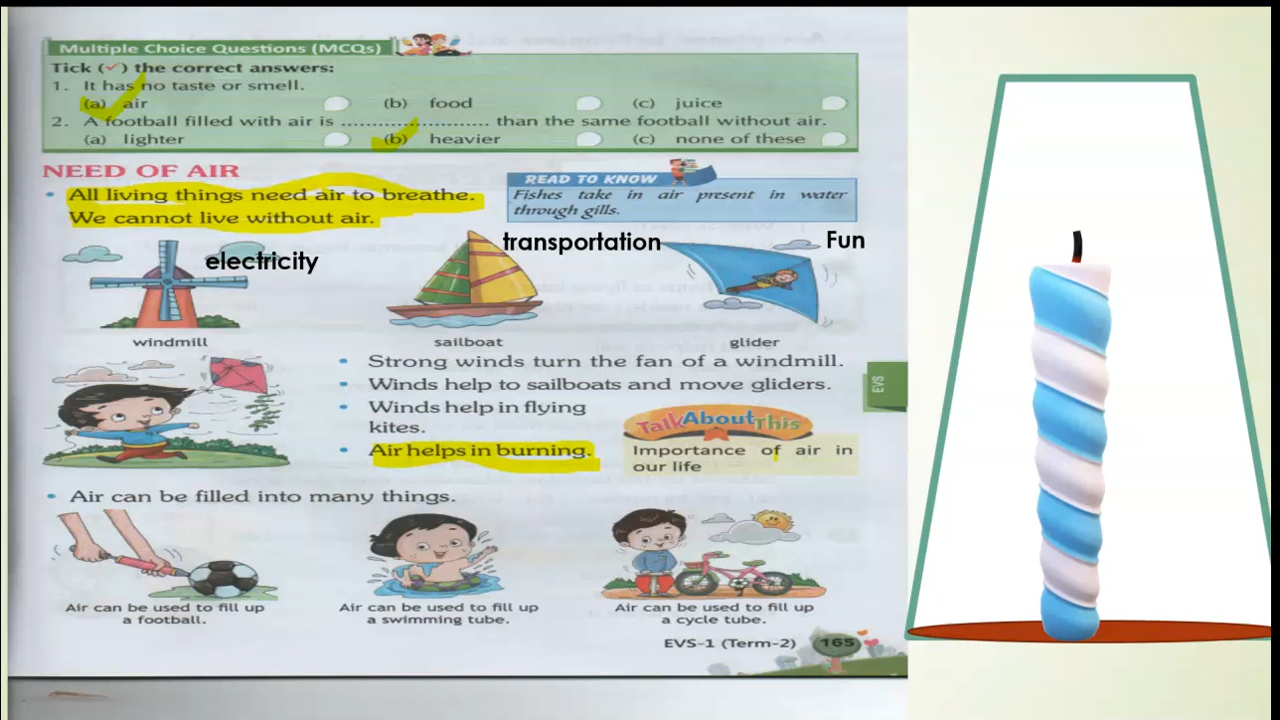 Multiple Choice Questions (MCQs)
Tick (✓) the correct answers:
1. It has no taste or smell.
(a) air (b) food (c) juice
2. A football filled with air is ........................ than the same football without air.
(a) lighter (b) heavier (c) none of these
NEED OF AIR
• All living things need air to breathe.
We cannot live without air.
READ TO KNOW
Fishes take in air present in water
through gills.
electricity
transportation
Fun
windmill
sailboat
glider
• Strong winds turn the fan of a windmill.
• Winds help to sailboats and move gliders.
• Winds help in flying
kites.
• Air helps in burning.
EVS
Talk About This
Importance of air in
our life
• Air can be filled into many things.
Air can be used to fill up
a football.
Air can be used to fill up
a swimming tube.
Air can be used to fill up
a cycle tube.
EVS-1 (Term-2) 165